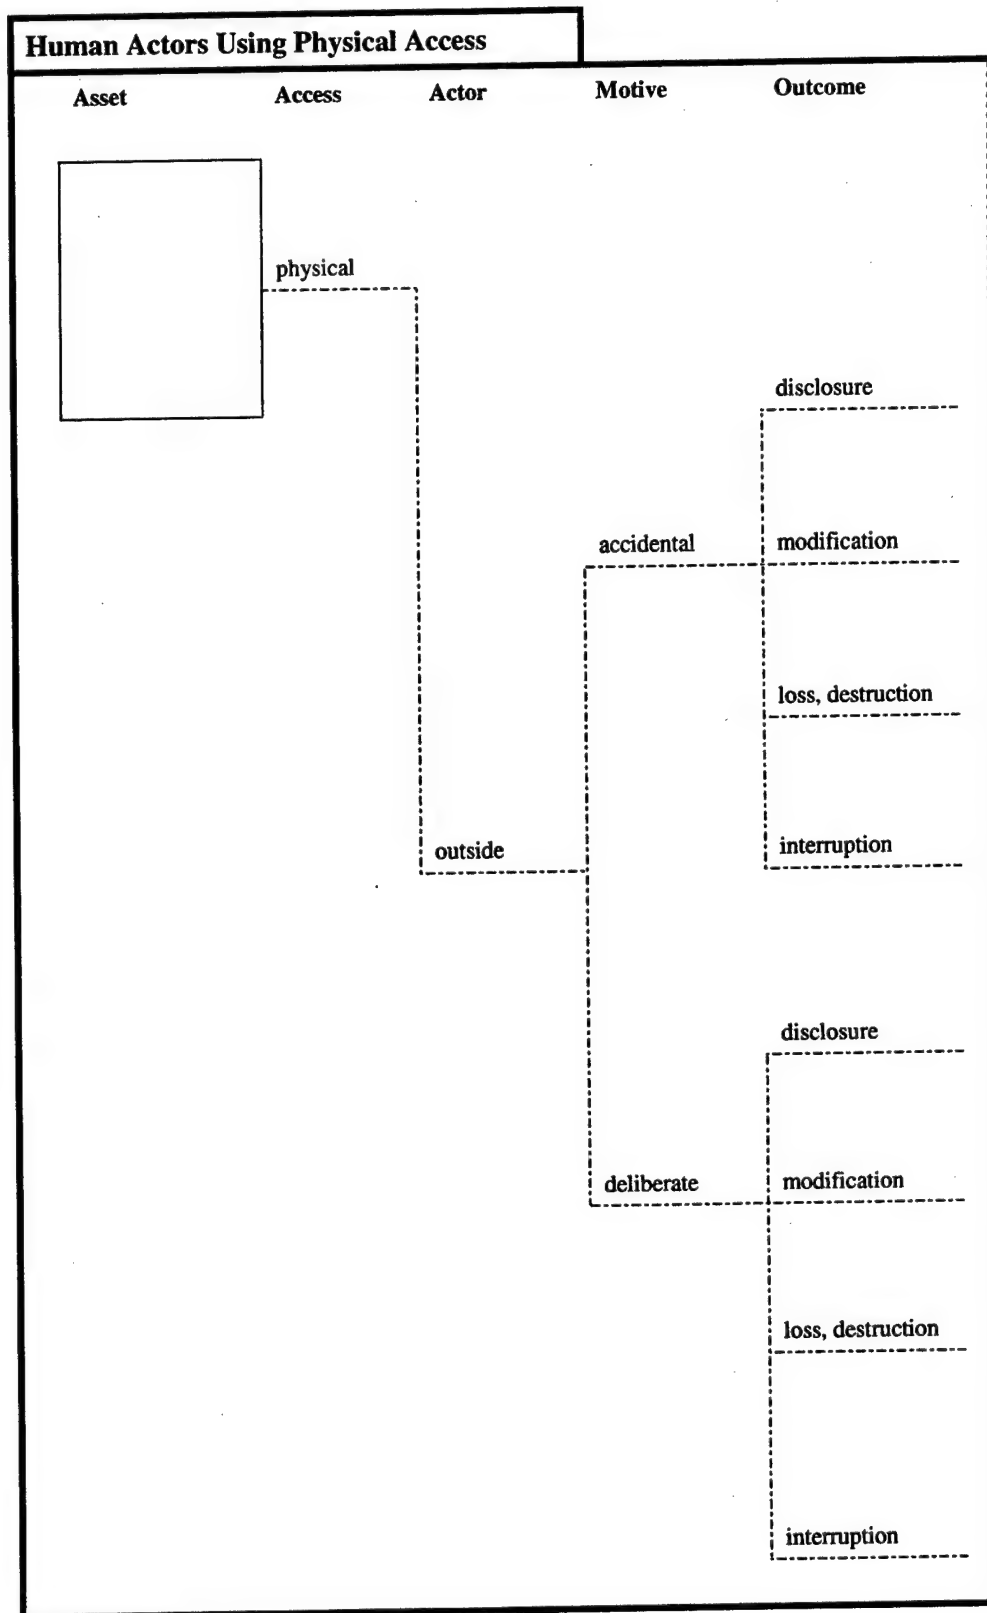 Human Actors Using Physical Access
Asset Access Actor Motive Outcome
physical
disclosure
accidental modification
loss, destruction
outside interruption
disclosure
deliberate modification
loss, destruction
interruption